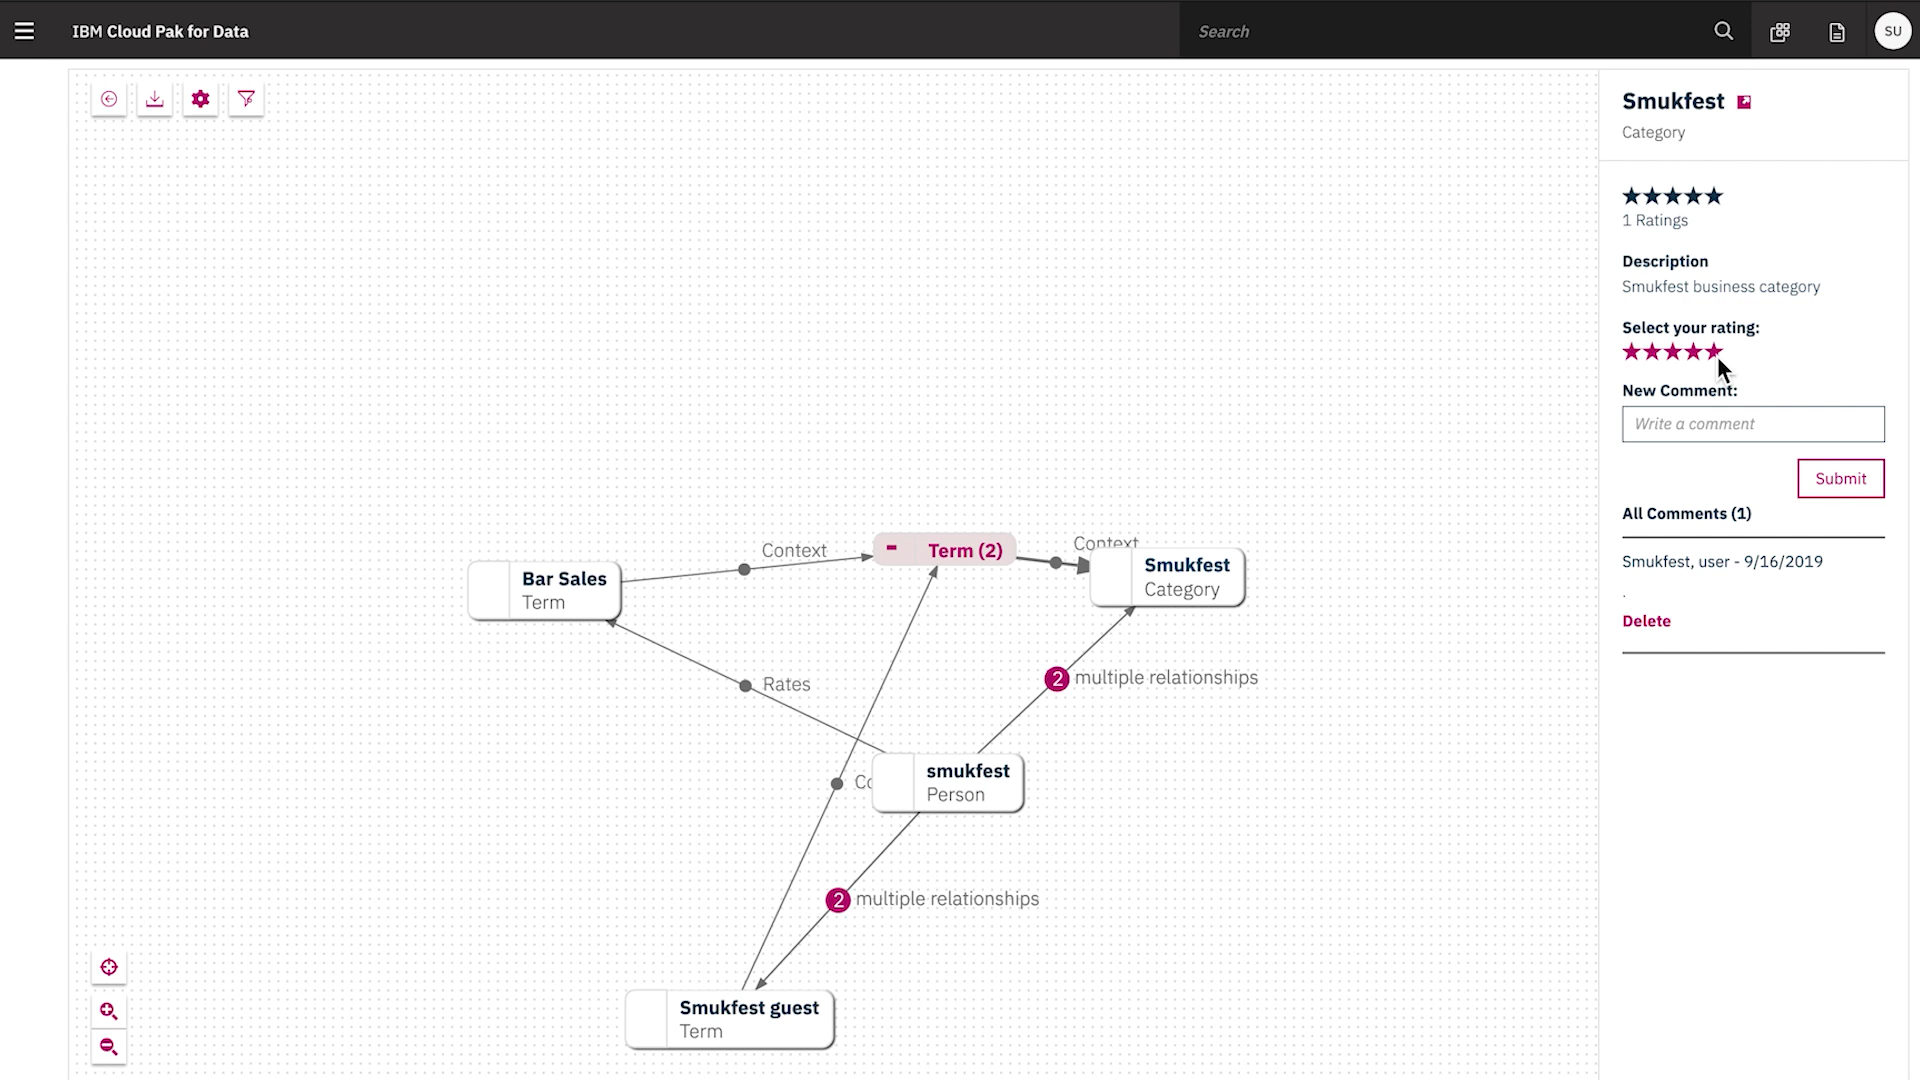 IBM Cloud Pak for Data
Search
SU
Smukfest
Category
1 Ratings
Description
Smukfest business category
Select your rating:
New Comment:
Write a comment
Submit
All Comments (1)
Smukfest, user - 9/16/2019
.
Delete
Context
Term (2)
Context
Smukfest
Category
Bar Sales
Term
Rates
2 multiple relationships
Co
smukfest
Person
2 multiple relationships
Smukfest guest
Term